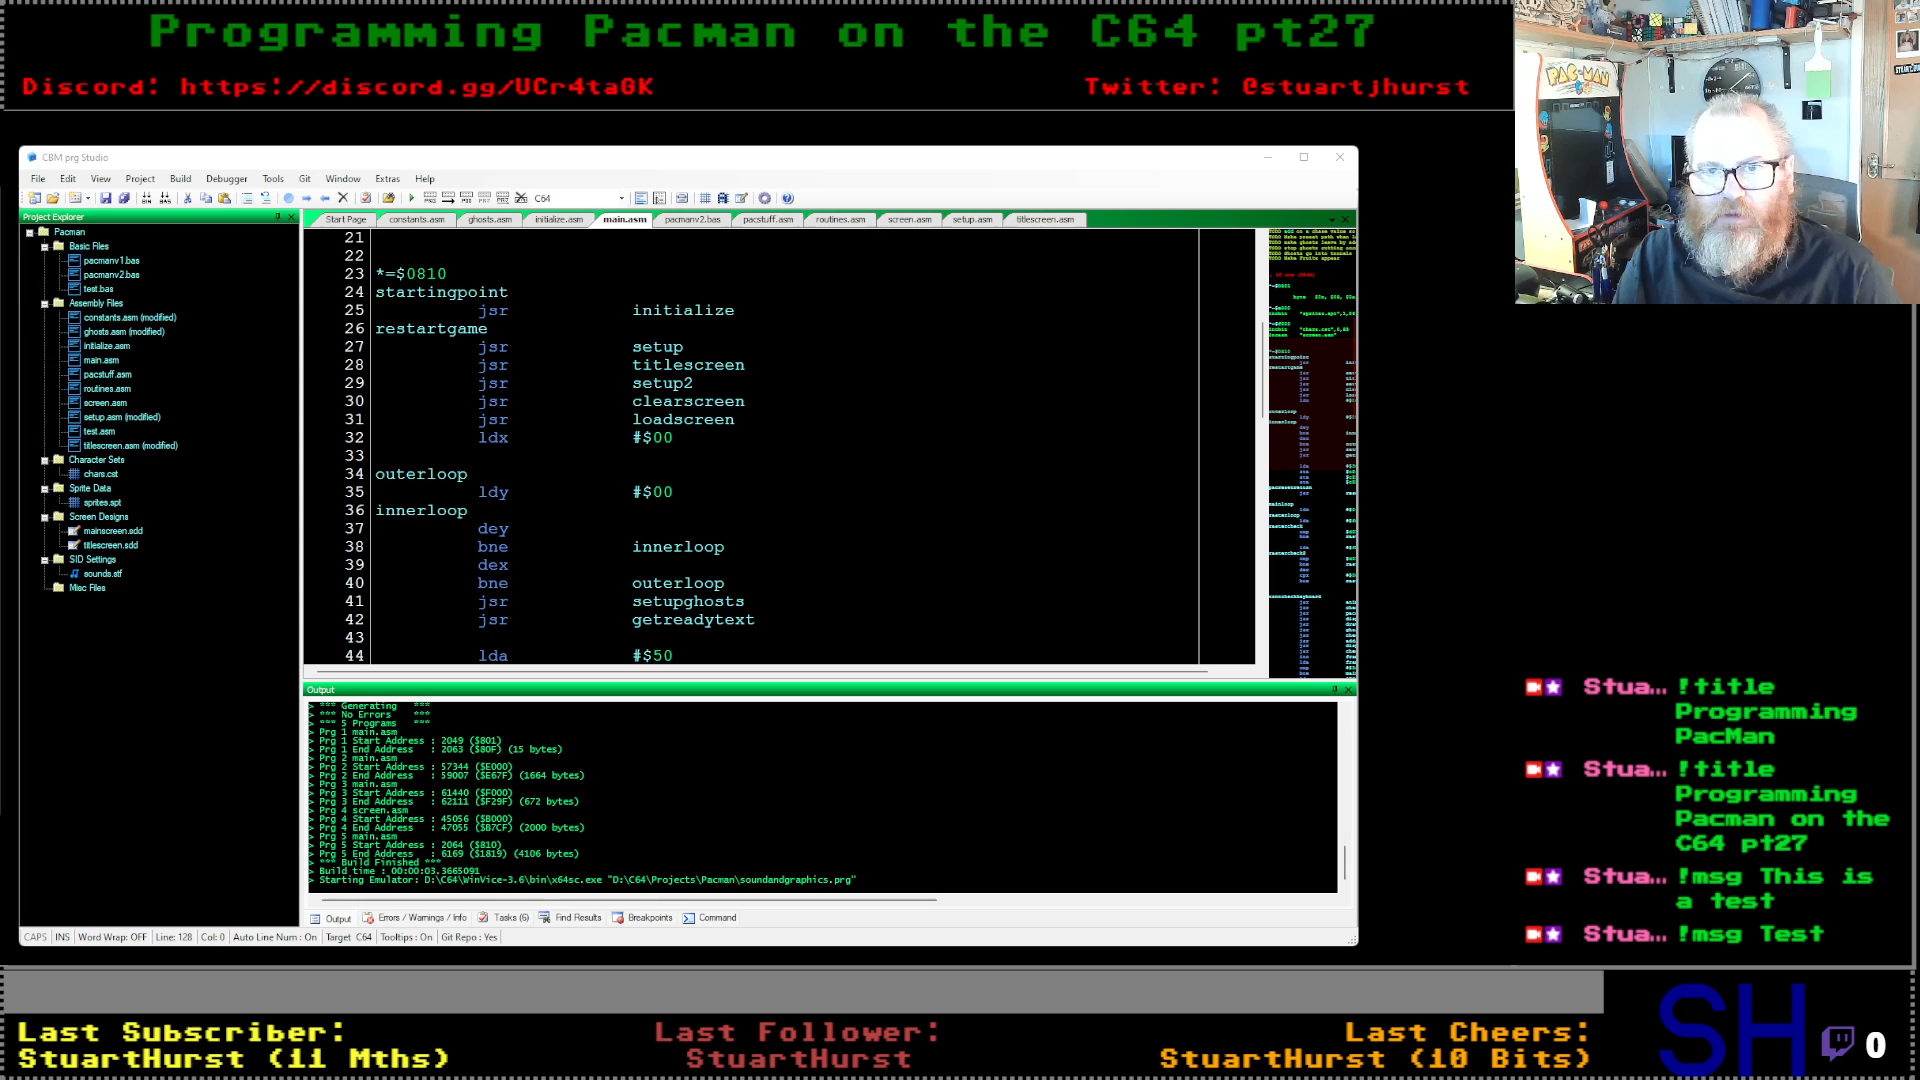 Programming Pacman on the C64 pt27
Discord: https://discord.gg/UCr4taGK
Twitter: @stuartjhurst
PAC-MAN
CBM prg Studio
File Edit View Project Build Debugger Tools Git Window Extras Help
C64
Project Explorer
Start Page constants.asm ghosts.asm initialize.asm main.asm pacmanv2.bas pacstuff.asm routines.asm screen.asm setup.asm titlescreen.asm
Pacman
Basic Files
pacmanv1.bas
pacmanv2.bas
test.bas
Assembly Files
constants.asm (modified)
ghosts.asm (modified)
initialize.asm
main.asm
pacstuff.asm
routines.asm
screen.asm
setup.asm (modified)
test.asm
titlescreen.asm (modified)
Character Sets
chars.cst
Sprite Data
sprites.spt
Screen Designs
mainscreen.sdd
titlescreen.sdd
SID Settings
sounds.stf
Misc Files
21
22
23 *=$0810
24 startingpoint
25 jsr initialize
26 restartgame
27 jsr setup
28 jsr titlescreen
29 jsr setup2
30 jsr clearscreen
31 jsr loadscreen
32 ldx #$00
33
34 outerloop
35 ldy #$00
36 innerloop
37 dey
38 bne innerloop
39 dex
40 bne outerloop
41 jsr setupghosts
42 jsr getreadytext
43
44 lda #$50
Output
> *** Generating ***
> *** No Errors ***
> *** 5 Programs ***
> Prg 1 main.asm
> Prg 1 Start Address : 2049 ($801)
> Prg 1 End Address : 2063 ($80F) (15 bytes)
> Prg 2 main.asm
> Prg 2 Start Address : 57344 ($E000)
> Prg 2 End Address : 59007 ($E67F) (1664 bytes)
> Prg 3 main.asm
> Prg 3 Start Address : 61440 ($F000)
> Prg 3 End Address : 62111 ($F29F) (672 bytes)
> Prg 4 screen.asm
> Prg 4 Start Address : 45056 ($B000)
> Prg 4 End Address : 47055 ($B7CF) (2000 bytes)
> Prg 5 main.asm
> Prg 5 Start Address : 2064 ($810)
> Prg 5 End Address : 6169 ($1819) (4106 bytes)
> *** Build Finished ***
> Build time : 00:00:03.3665091
> Starting Emulator: D:\C64\WinVice-3.6\bin\x64sc.exe "D:\C64\Projects\Pacman\soundandgraphics.prg"
Output Errors / Warnings / Info Tasks (6) Find Results Breakpoints Command
CAPS INS Word Wrap: OFF Line: 128 Col: 0 Auto Line Num : On Target C64 Tooltips : On Git Repo : Yes
Stua... !title
Programming
PacMan
Stua... !title
Programming
Pacman on the
C64 pt27
Stua... !msg This is
a test
Stua... !msg Test
Last Subscriber:
StuartHurst (11 Mths)
Last Follower:
StuartHurst
Last Cheers:
StuartHurst (10 Bits)
SH
0